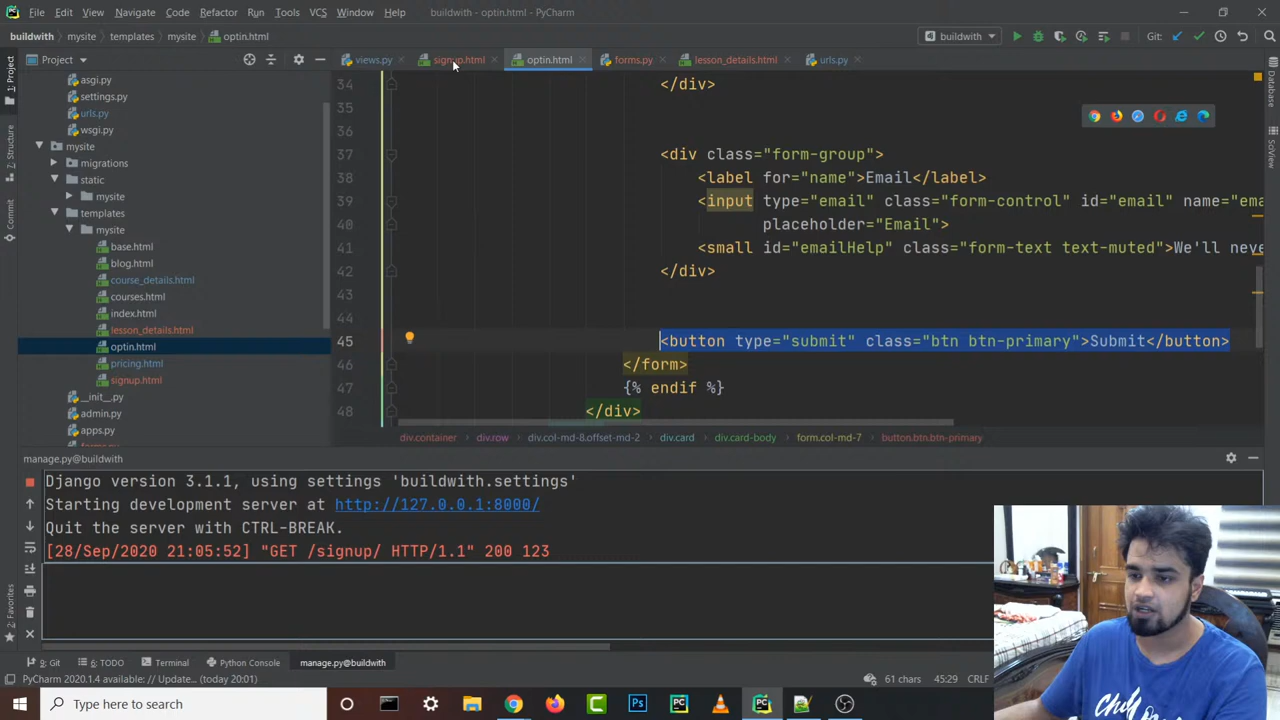 File Edit View Navigate Code Refactor Run Tools VCS Window Help buildwith - optin.html - PyCharm
buildwith mysite templates mysite optin.html buildwith Git:
Project views.py signup.html optin.html forms.py lesson_details.html urls.py
asgi.py
settings.py
urls.py
wsgi.py
mysite
migrations
static
mysite
templates
mysite
base.html
blog.html
course_details.html
courses.html
index.html
lesson_details.html
optin.html
pricing.html
signup.html
__init__.py
admin.py
apps.py
1: Project
7: Structure
Commit
2: Favorites
34 </div>
35
36
37 <div class="form-group">
38 <label for="name">Email</label>
39 <input type="email" class="form-control" id="email" name="ema
40 placeholder="Email">
41 <small id="emailHelp" class="form-text text-muted">We'll neve
42 </div>
43
44
45 <button type="submit" class="btn btn-primary">Submit</button>
46 </form>
47 {% endif %}
48 </div>
div.container div.row div.col-md-8.offset-md-2 div.card div.card-body form.col-md-7 button.btn.btn-primary
Database
SciView
manage.py@buildwith
Django version 3.1.1, using settings 'buildwith.settings'
Starting development server at http://127.0.0.1:8000/
Quit the server with CTRL-BREAK.
[28/Sep/2020 21:05:52] "GET /signup/ HTTP/1.1" 200 123
9: Git 6: TODO Terminal Python Console manage.py@buildwith
PyCharm 2020.1.4 available: // Update... (today 20:01) 61 chars 45:29 CRLF
Type here to search